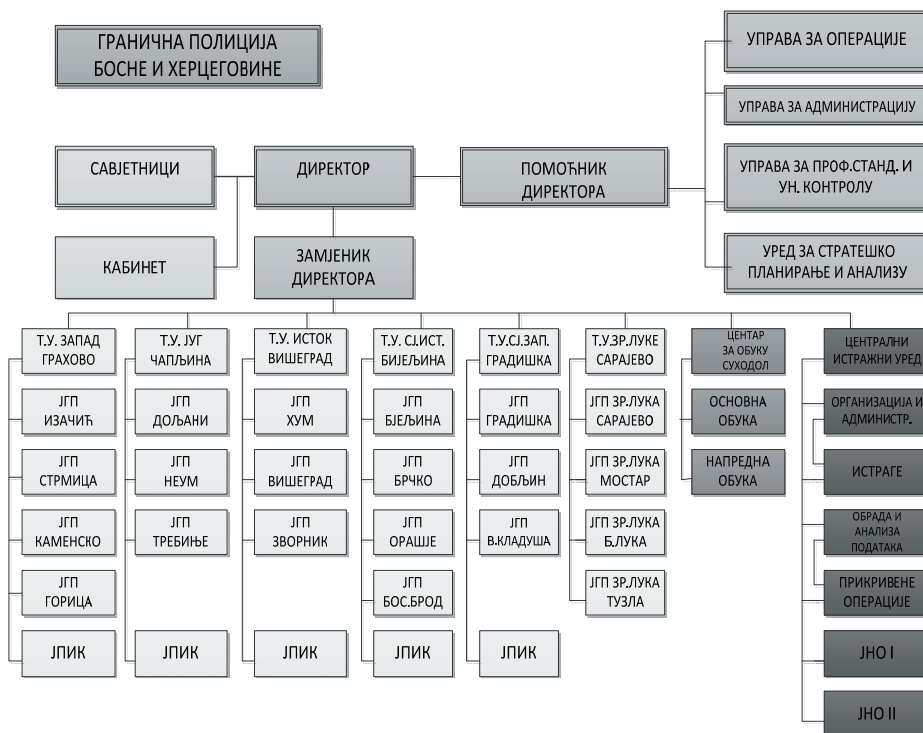 ГРАНИЧНА ПОЛИЦИЈА
БОСНЕ И ХЕРЦЕГОВИНЕ
УПРАВА ЗА ОПЕРАЦИЈЕ
УПРАВА ЗА АДМИНИСТРАЦИЈУ
УПРАВА ЗА ПРОФ.СТАНД. И
УН. КОНТРОЛУ
УРЕД ЗА СТРАТЕШКО
ПЛАНИРАЊЕ И АНАЛИЗУ
САВЈЕТНИЦИ
ДИРЕКТОР
ПОМОЋНИК
ДИРЕКТОРА
КАБИНЕТ
ЗАМЈЕНИК
ДИРЕКТОРА
Т.У. ЗАПАД
ГРАХОВО
ЈГП
ИЗАЧИЋ
ЈГП
СТРМИЦА
ЈГП
КАМЕНСКО
ЈГП
ГОРИЦА
ЈПИК
Т.У. ЈУГ
ЧАПЉИНА
ЈГП
ДОЉАНИ
ЈГП
НЕУМ
ЈГП
ТРЕБИЊЕ
ЈПИК
Т.У. ИСТОК
ВИШЕГРАД
ЈГП
ХУМ
ЈГП
ВИШЕГРАД
ЈГП
ЗВОРНИК
ЈПИК
Т.У. СЈ.ИСТ.
БИЈЕЉИНА
ЈГП
БЈЕЉИНА
ЈГП
БРЧКО
ЈГП
ОРАШЈЕ
ЈГП
БОС.БРОД
ЈПИК
Т.У.СЈ.ЗАП.
ГРАДИШКА
ЈГП
ГРАДИШКА
ЈГП
ДОБЉИН
ЈГП
В.КЛАДУША
ЈПИК
Т.У.ЗР.ЛУКЕ
САРАЈЕВО
ЈГП ЗР.ЛУКА
САРАЈЕВО
ЈГП ЗР.ЛУКА
МОСТАР
ЈГП ЗР.ЛУКА
Б.ЛУКА
ЈГП ЗР.ЛУКА
ТУЗЛА
ЦЕНТАР
ЗА ОБУКУ
СУХОДОЛ
ОСНОВНА
ОБУКА
НАПРЕДНА
ОБУКА
ЦЕНТРАЛНИ
ИСТРАЖНИ УРЕД
ОРГАНИЗАЦИЈА И
АДМИНИСТР.
ИСТРАГЕ
ОБРАДА И
АНАЛИЗА
ПОДАТАКА
ПРИКРИВЕНЕ
ОПЕРАЦИЈЕ
ЈНО I
ЈНО II